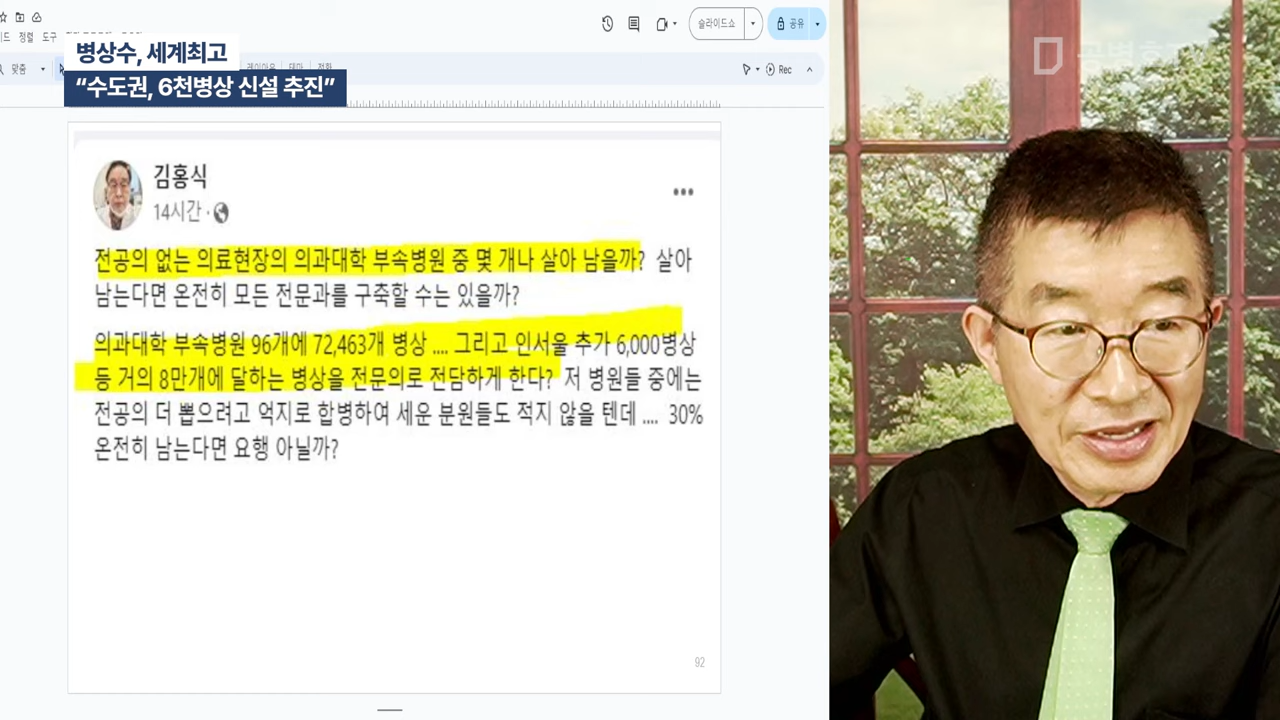 슬라이드쇼
공유
정렬 도구
병상수, 세계최고
맞춤
Rec
“수도권, 6천병상 신설 추진”
김홍식
14시간 ·
전공의 없는 의료현장의 의과대학 부속병원 중 몇 개나 살아 남을까? 살아
남는다면 온전히 모든 전문과를 구축할 수는 있을까?
의과대학 부속병원 96개에 72,463개 병상 .... 그리고 인서울 추가 6,000병상
등 거의 8만개에 달하는 병상을 전문의로 전담하게 한다? 저 병원들 중에는
전공의 더 뽑으려고 억지로 합병하여 세운 분원들도 적지 않을 텐데 .... 30%
온전히 남는다면 요행 아닐까?
92